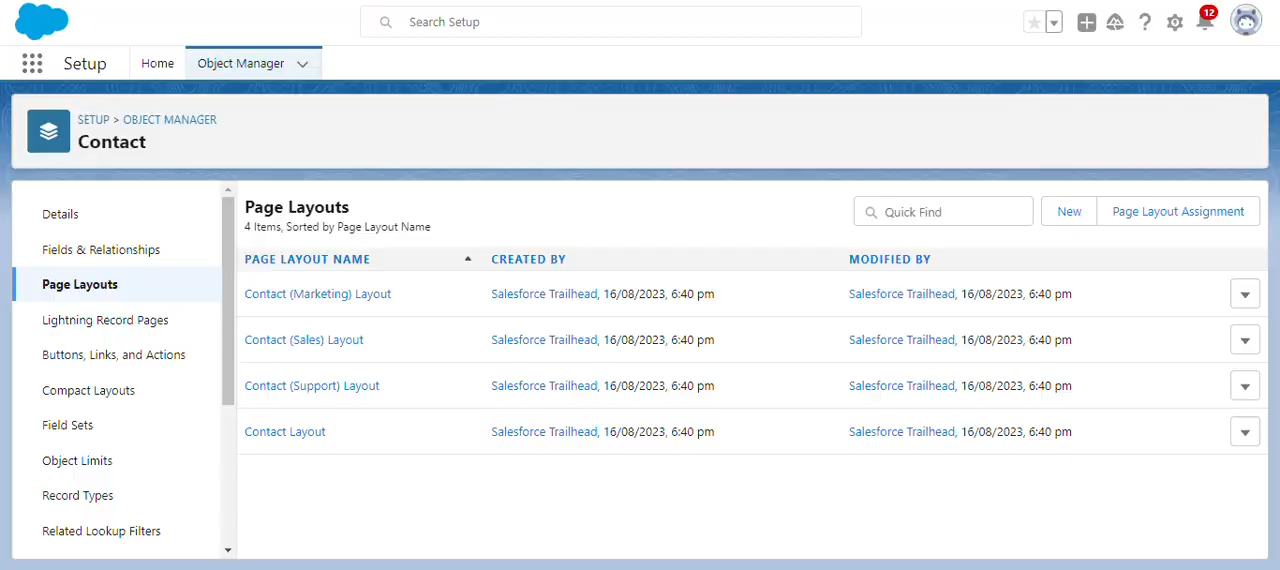 Search Setup
12
Setup
Home
Object Manager
SETUP > OBJECT MANAGER
Contact
Details
Fields & Relationships
Page Layouts
Lightning Record Pages
Buttons, Links, and Actions
Compact Layouts
Field Sets
Object Limits
Record Types
Related Lookup Filters
Page Layouts
4 Items, Sorted by Page Layout Name
Quick Find
New
Page Layout Assignment
PAGE LAYOUT NAME CREATED BY MODIFIED BY
Contact (Marketing) Layout Salesforce Trailhead, 16/08/2023, 6:40 pm Salesforce Trailhead, 16/08/2023, 6:40 pm
Contact (Sales) Layout Salesforce Trailhead, 16/08/2023, 6:40 pm Salesforce Trailhead, 16/08/2023, 6:40 pm
Contact (Support) Layout Salesforce Trailhead, 16/08/2023, 6:40 pm Salesforce Trailhead, 16/08/2023, 6:40 pm
Contact Layout Salesforce Trailhead, 16/08/2023, 6:40 pm Salesforce Trailhead, 16/08/2023, 6:40 pm